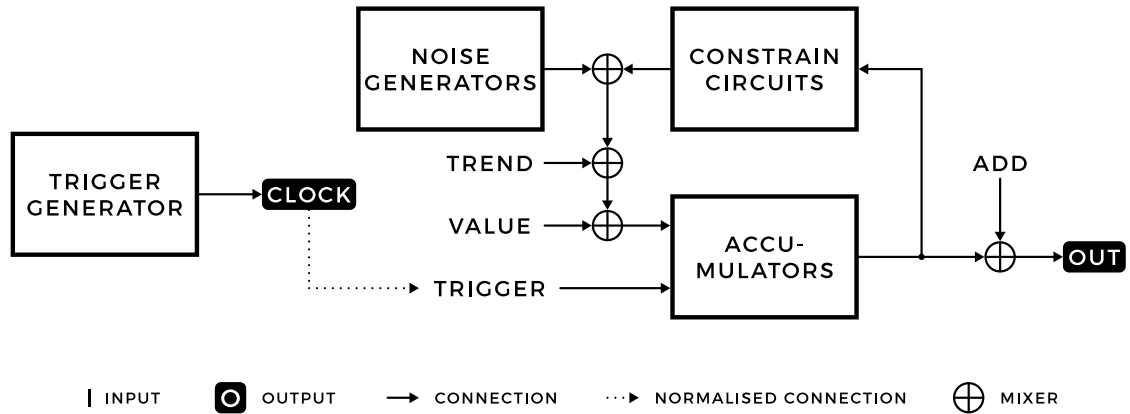 NOISE
GENERATORS
CONSTRAIN
CIRCUITS
TRIGGER
GENERATOR
CLOCK
TREND
VALUE
TRIGGER
ACCU-
MULATORS
ADD
OUT
INPUT
OUTPUT
CONNECTION
NORMALISED CONNECTION
MIXER